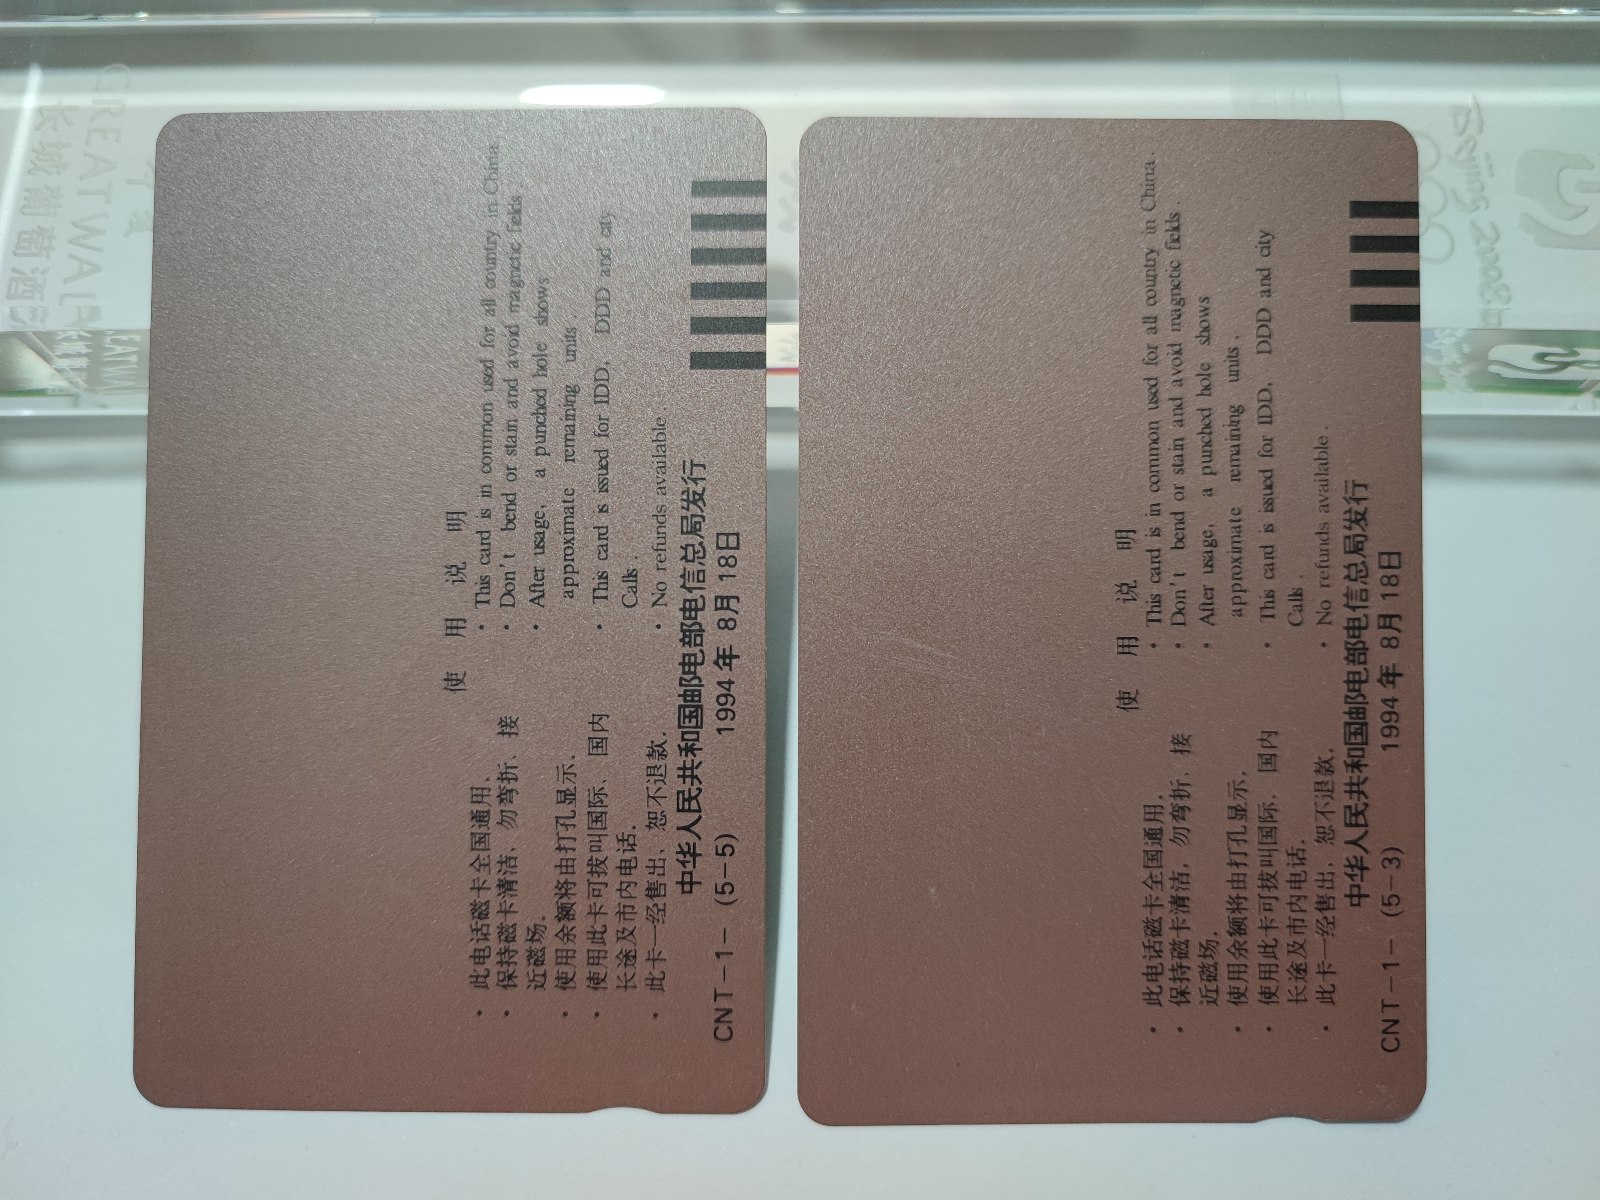 使 用 说 明
· 此电话磁卡全国通用.
· 保持磁卡清洁、勿弯折、接
近磁场.
· 使用余额将由打孔显示.
· 使用此卡可拔叫国际、国内
长途及市内电话.
· 此卡一经售出、恕不退款.
· This card is in common used for all country in China.
· Don't bend or stain and avoid magnetic fields.
· After usage, a punched hole shows
approximate remaining units.
· This card is issued for IDD, DDD and city
Calls.
· No refunds available.
中华人民共和国邮电部电信总局发行
CNT-1-(5-5) 1994年 8月 18日
使 用 说 明
· 此电话磁卡全国通用.
· 保持磁卡清洁, 勿弯折、接
近磁场.
· 使用余额将由打孔显示,
· 使用此卡可拔叫国际、国内
长途及市内电话.
· 此卡一经售出, 恕不退款.
· This card is in common used for all country in China.
· Don't bend or stain and avoid magnetic fields.
· After usage, a punched hole shows
approximate remaining units.
· This card is issued for IDD, DDD and city
Calls.
· No refunds available.
中华人民共和国邮电部电信总局发行
CNT-1-(5-3) 1994年 8月 18日
GREATWALL
长城葡萄酒
Beijing 2008